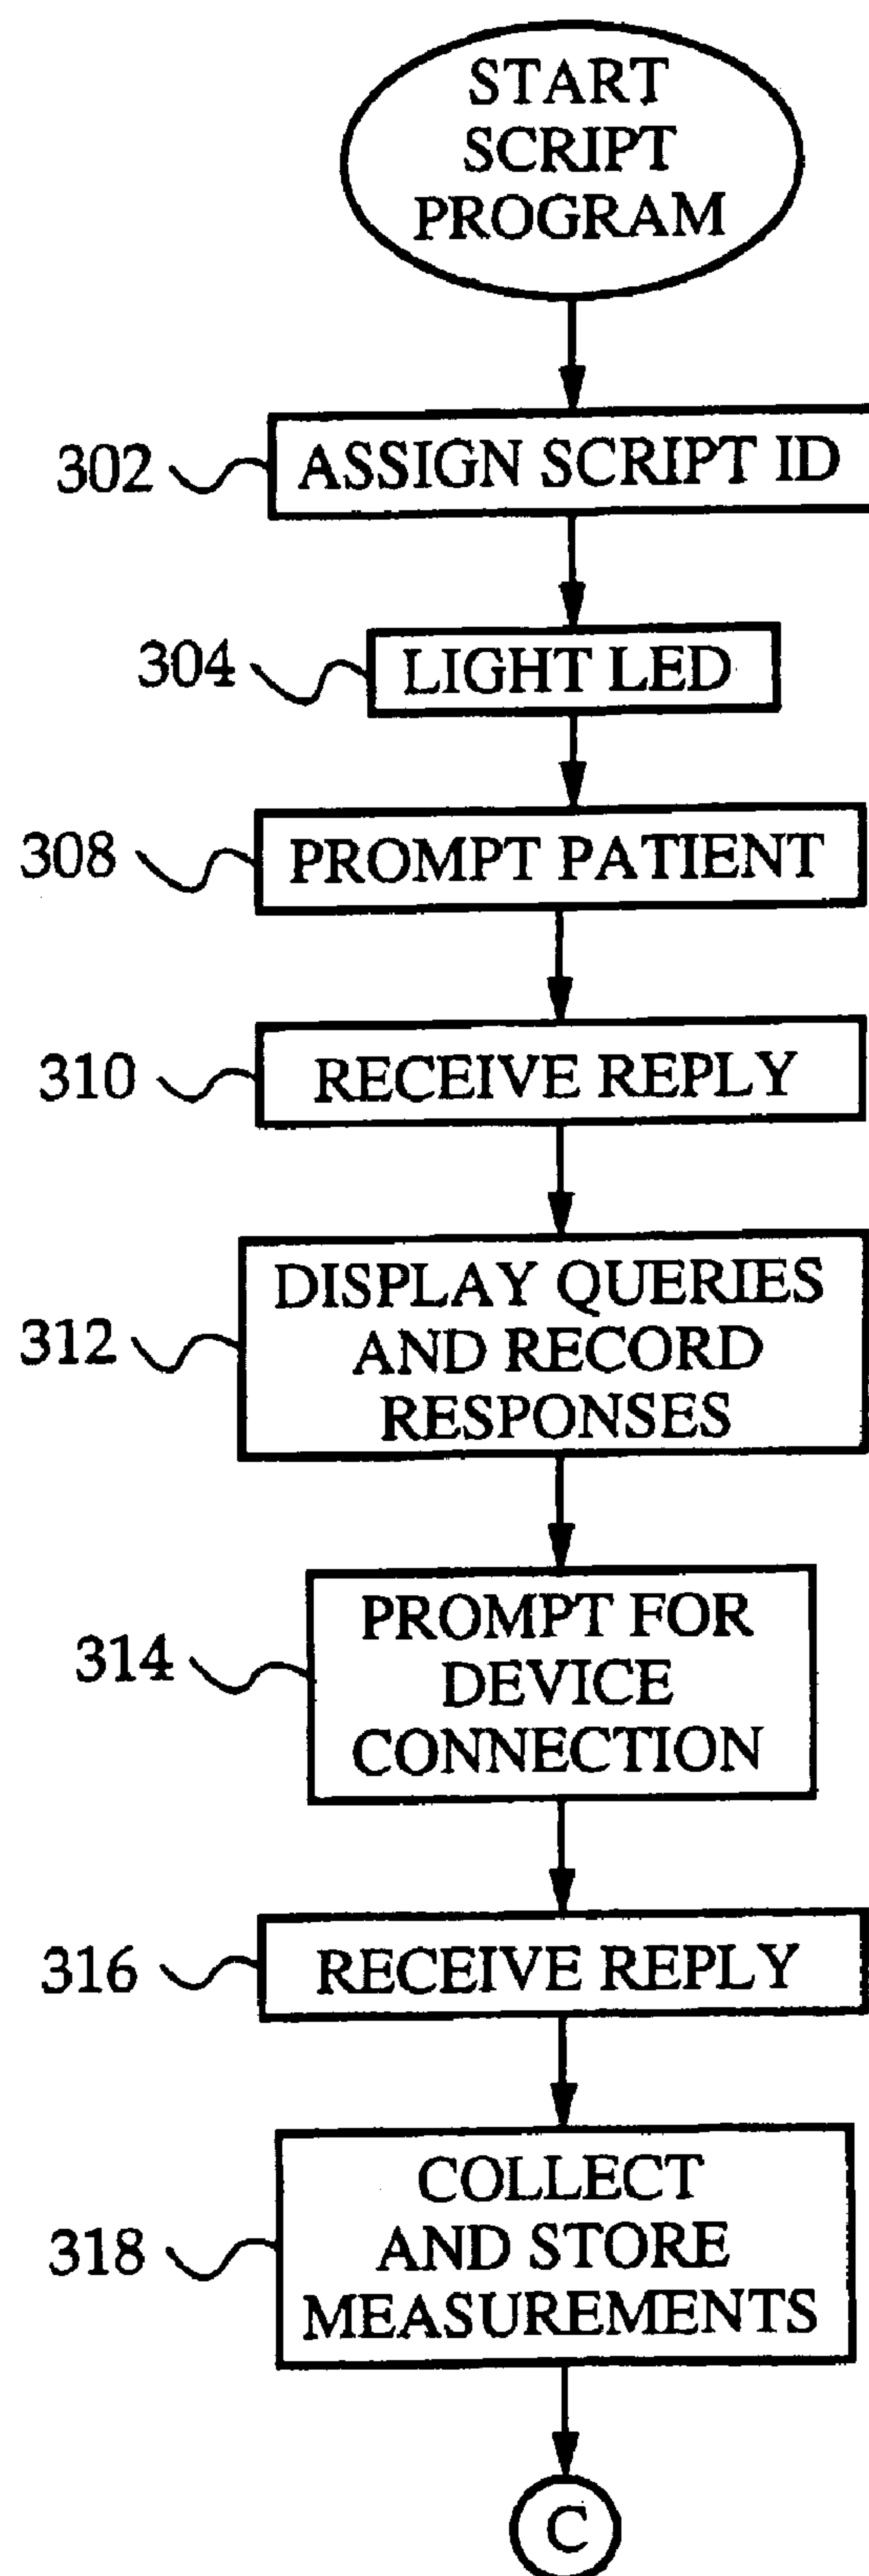 START
SCRIPT
PROGRAM
302 ASSIGN SCRIPT ID
304 LIGHT LED
308 PROMPT PATIENT
310 RECEIVE REPLY
DISPLAY QUERIES
312 AND RECORD
RESPONSES
PROMPT FOR
314 DEVICE
CONNECTION
316 RECEIVE REPLY
COLLECT
318 AND STORE
MEASUREMENTS
C